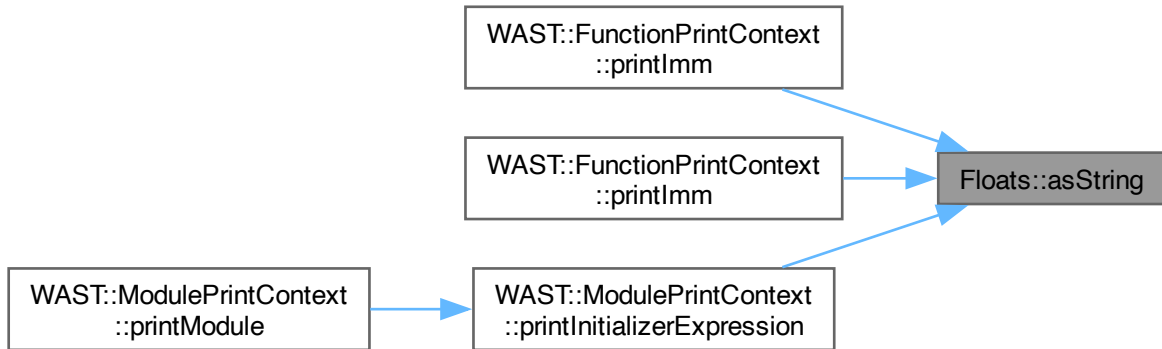 WAST::FunctionPrintContext
::printImm
WAST::FunctionPrintContext
::printImm
Floats::asString
WAST::ModulePrintContext
::printModule
WAST::ModulePrintContext
::printInitializerExpression